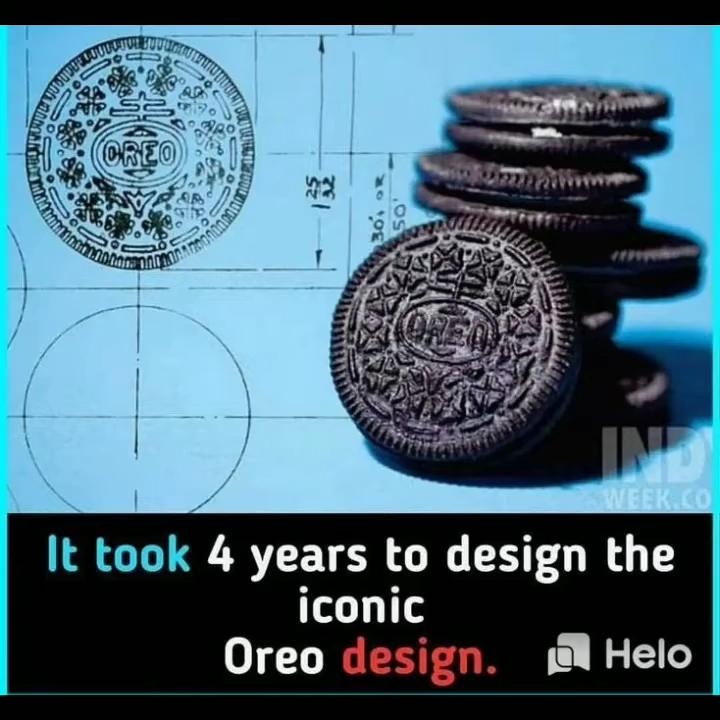 OREO
1 25/32
30' OR
50'
OREO
IND
WEEK.CO
It took 4 years to design the
iconic
Oreo design.
Helo